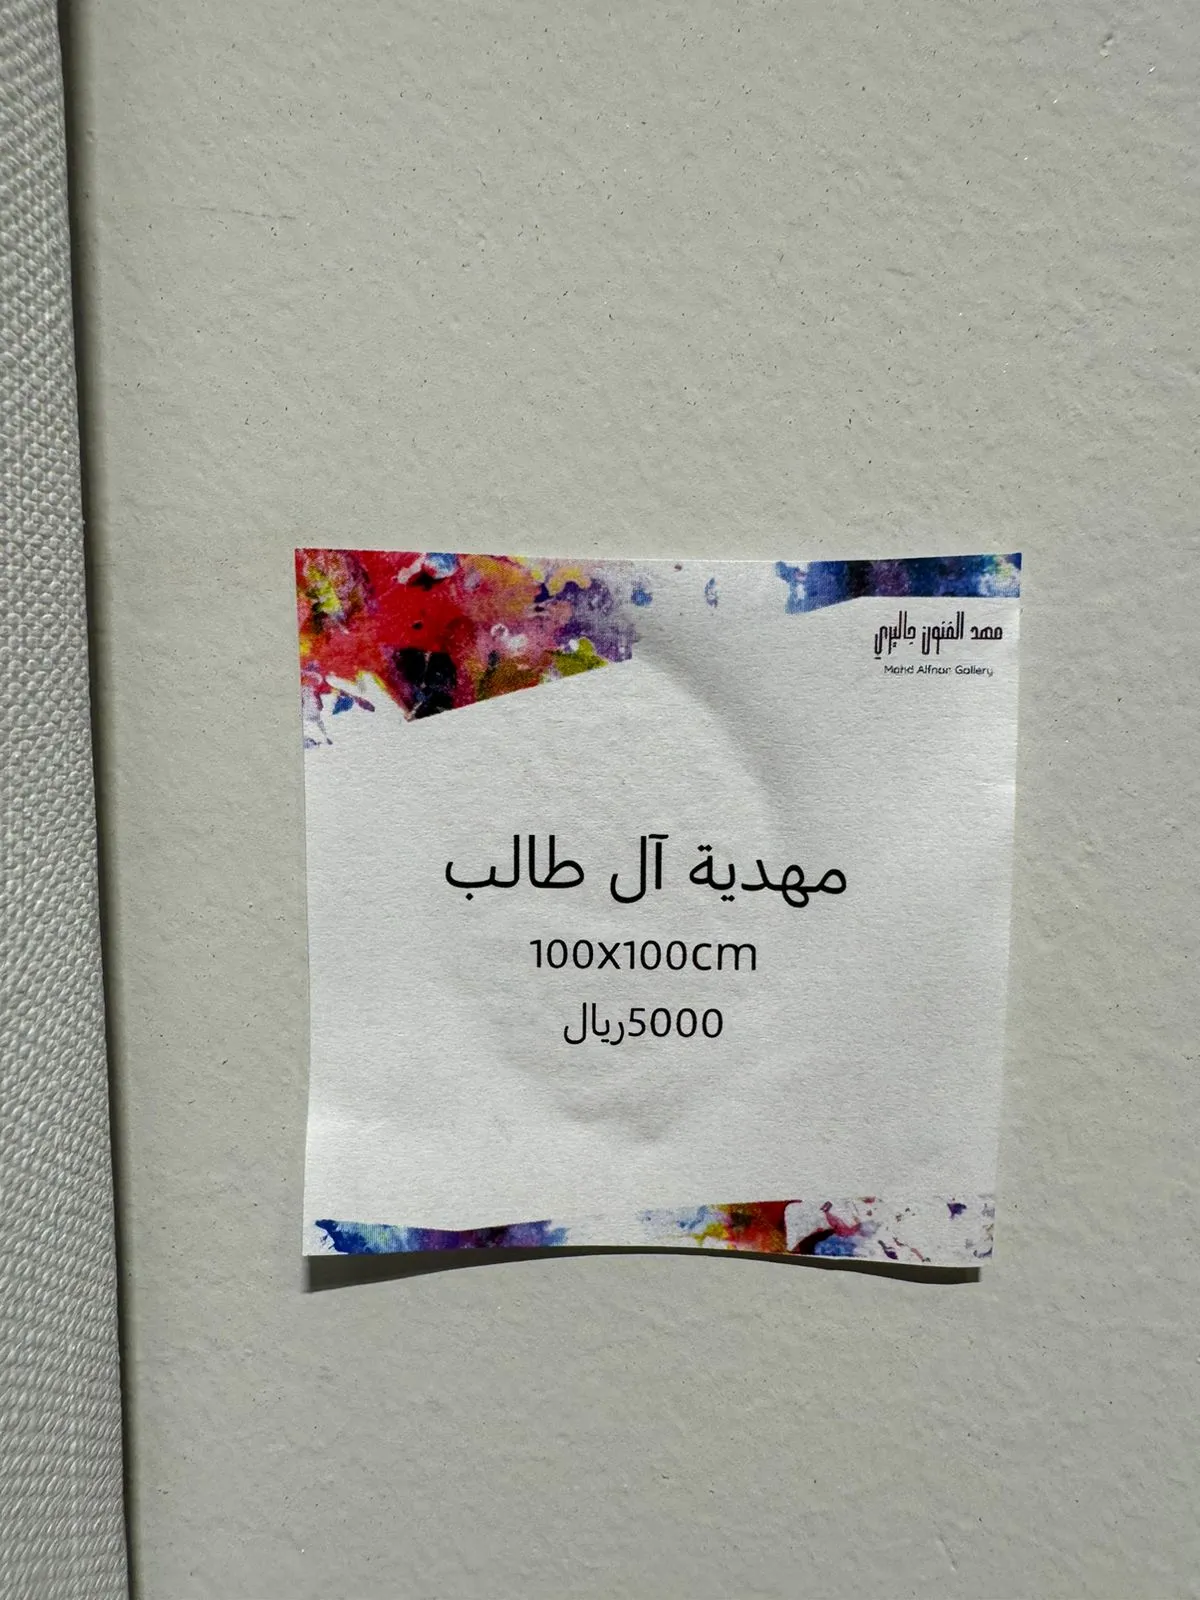 مهد الفنون جاليري
Mahd Alfnon Gallery
مهدية آل طالب
100x100cm
5000ريال